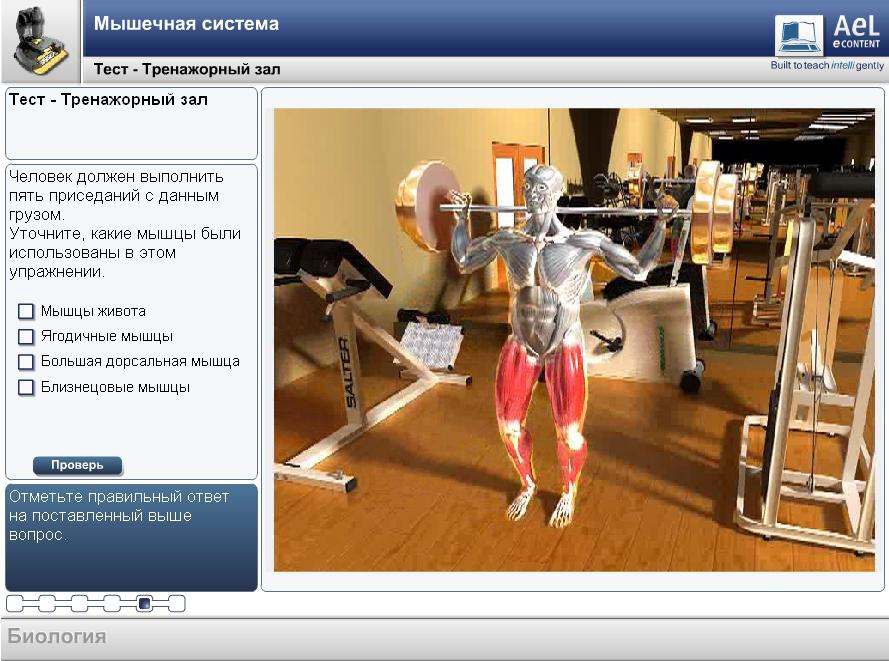 Мышечная система
AeL
eCONTENT
Built to teach intelligently
Тест - Тренажорный зал
Тест - Тренажорный зал
Человек должен выполнить
пять приседаний с данным
грузом.
Уточните, какие мышцы были
использованы в этом
упражнении.
Мышцы живота
Ягодичные мышцы
Большая дорсальная мышца
Близнецовые мышцы
Проверь
Отметьте правильный ответ
на поставленный выше
вопрос.
SALTER
Биология